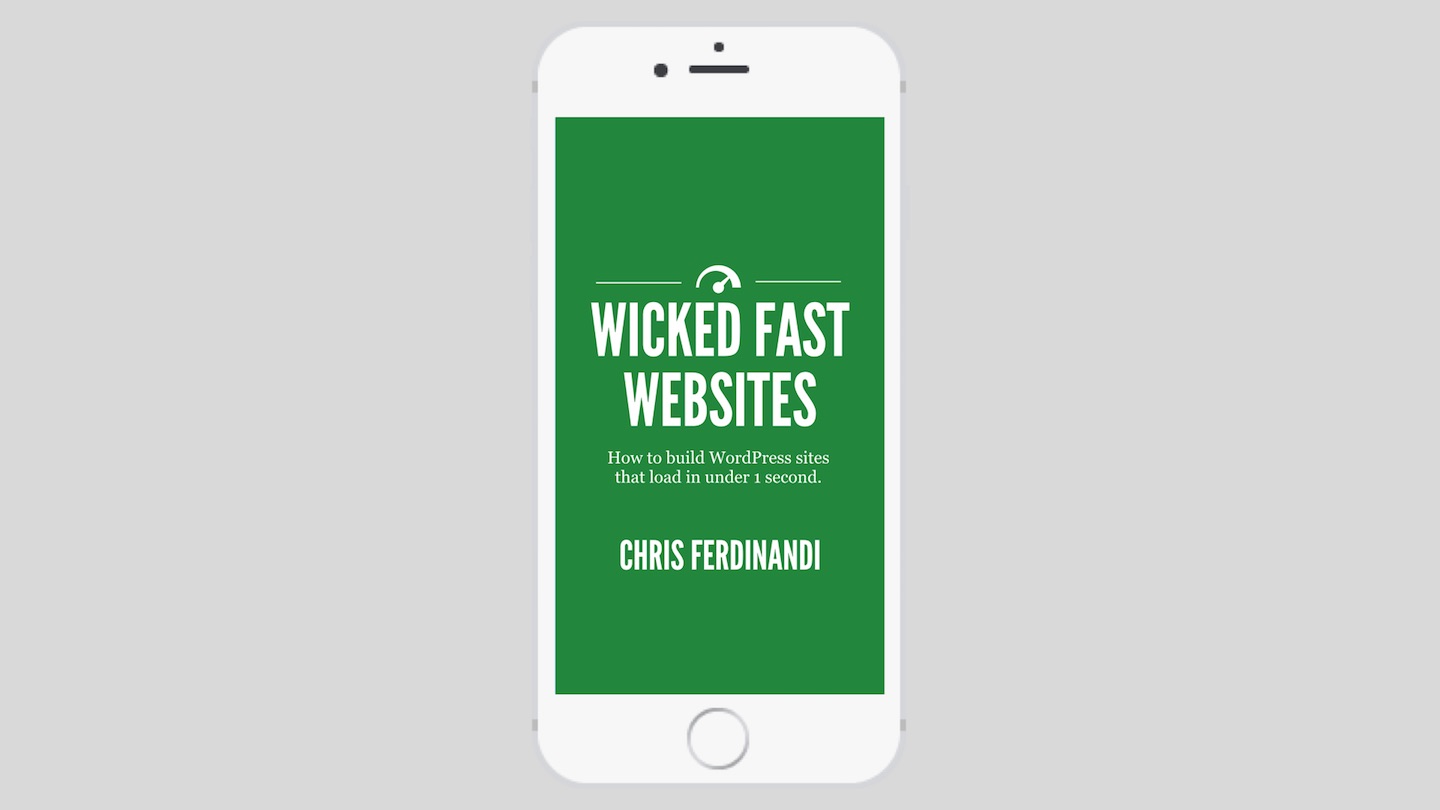 WICKED FAST
WEBSITES
How to build WordPress sites
that load in under 1 second.
CHRIS FERDINANDI